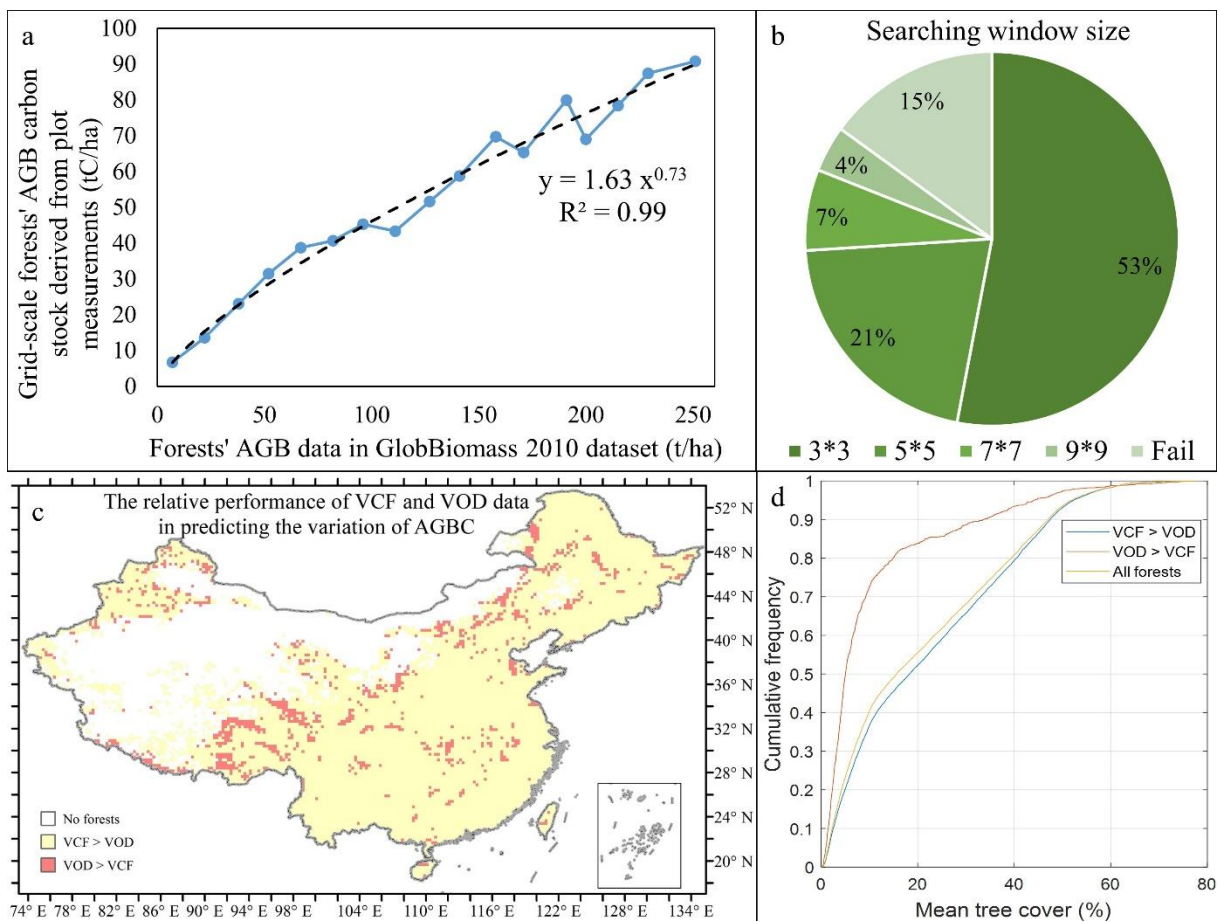 a
100
90
80
70
60
50
40
30
20
10
0
Grid-scale forests' AGB carbon
stock derived from plot
measurements (tC/ha)
y = 1.63 x^0.73
R² = 0.99
0 50 100 150 200 250
Forests' AGB data in GlobBiomass 2010 dataset (t/ha)
b
Searching window size
15%
4%
7%
21%
53%
3*3 5*5 7*7 9*9 Fail
c
The relative performance of VCF and VOD data
in predicting the variation of AGBC
52° N
48° N
44° N
40° N
36° N
32° N
28° N
24° N
20° N
No forests
VCF > VOD
VOD > VCF
74° E 78° E 82° E 86° E 90° E 94° E 98° E 104° E 110° E 116° E 122° E 128° E 134° E
d
1
0.9
0.8
0.7
0.6
0.5
0.4
0.3
0.2
0.1
0
Cumulative frequency
VCF > VOD
VOD > VCF
All forests
0 20 40 60 80
Mean tree cover (%)